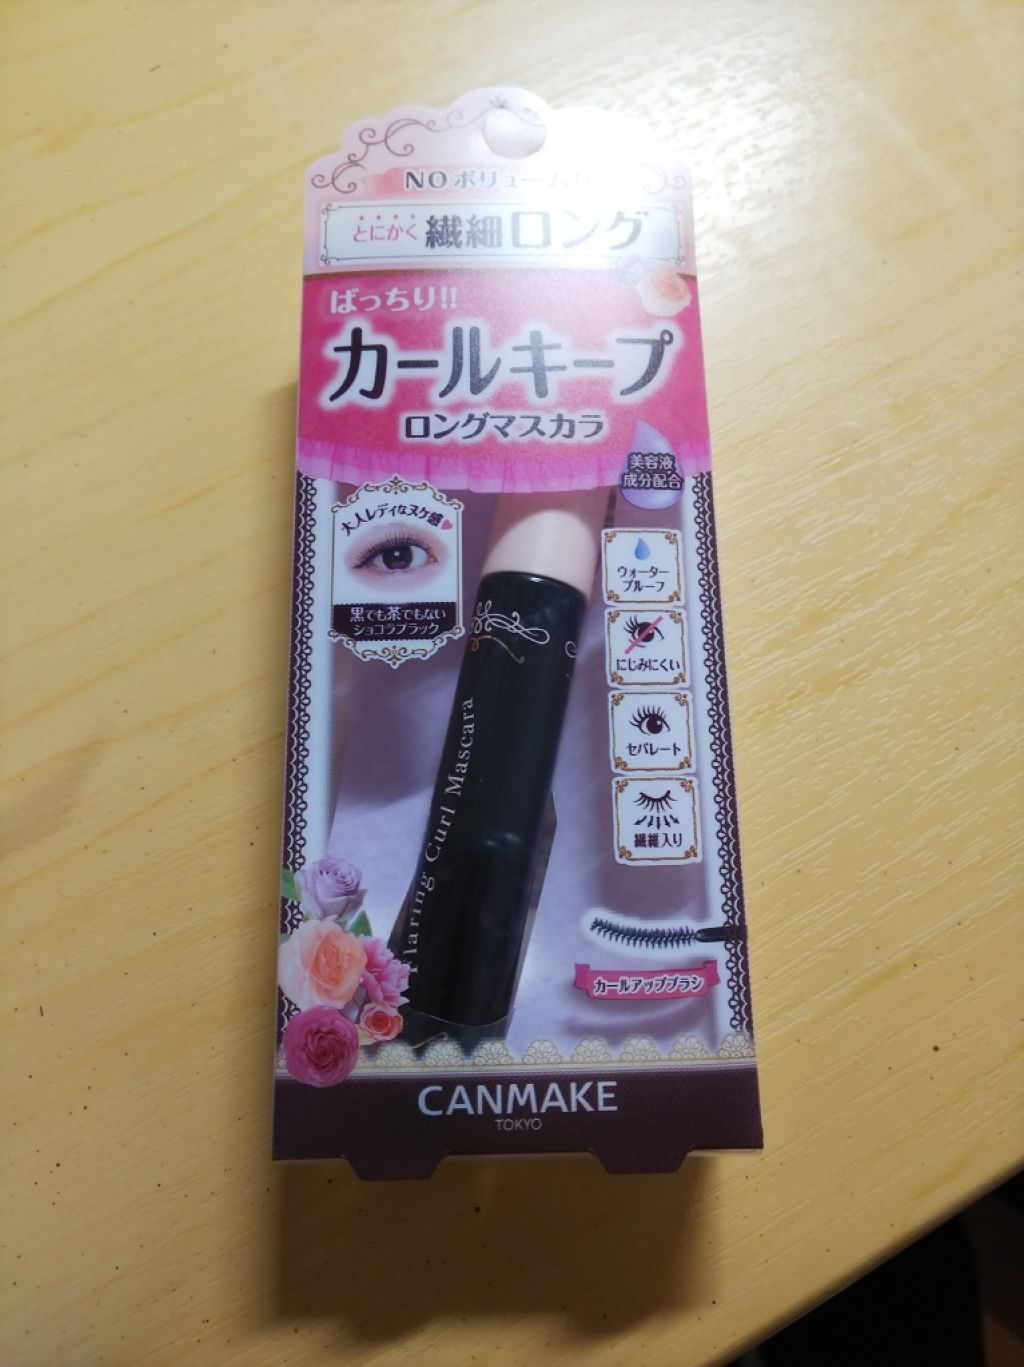 NO ボリューム!!
とにかく繊細ロング
ばっちり!!
カールキープ
ロングマスカラ
美容液
成分配合
大人レディなヌケ感
黒でも茶でもない
ショコラブラック
ウォーター
プルーフ
にじみにくい
セパレート
繊維入り
Flaring Curl Mascara
カールアップブラシ
CANMAKE
TOKYO